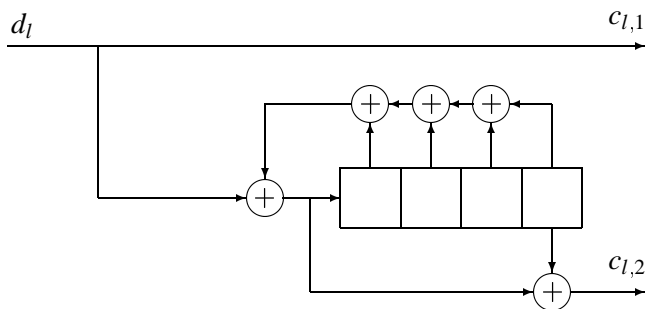 d_l
c_{l,1}
+ + +
+
c_{l,2}
+